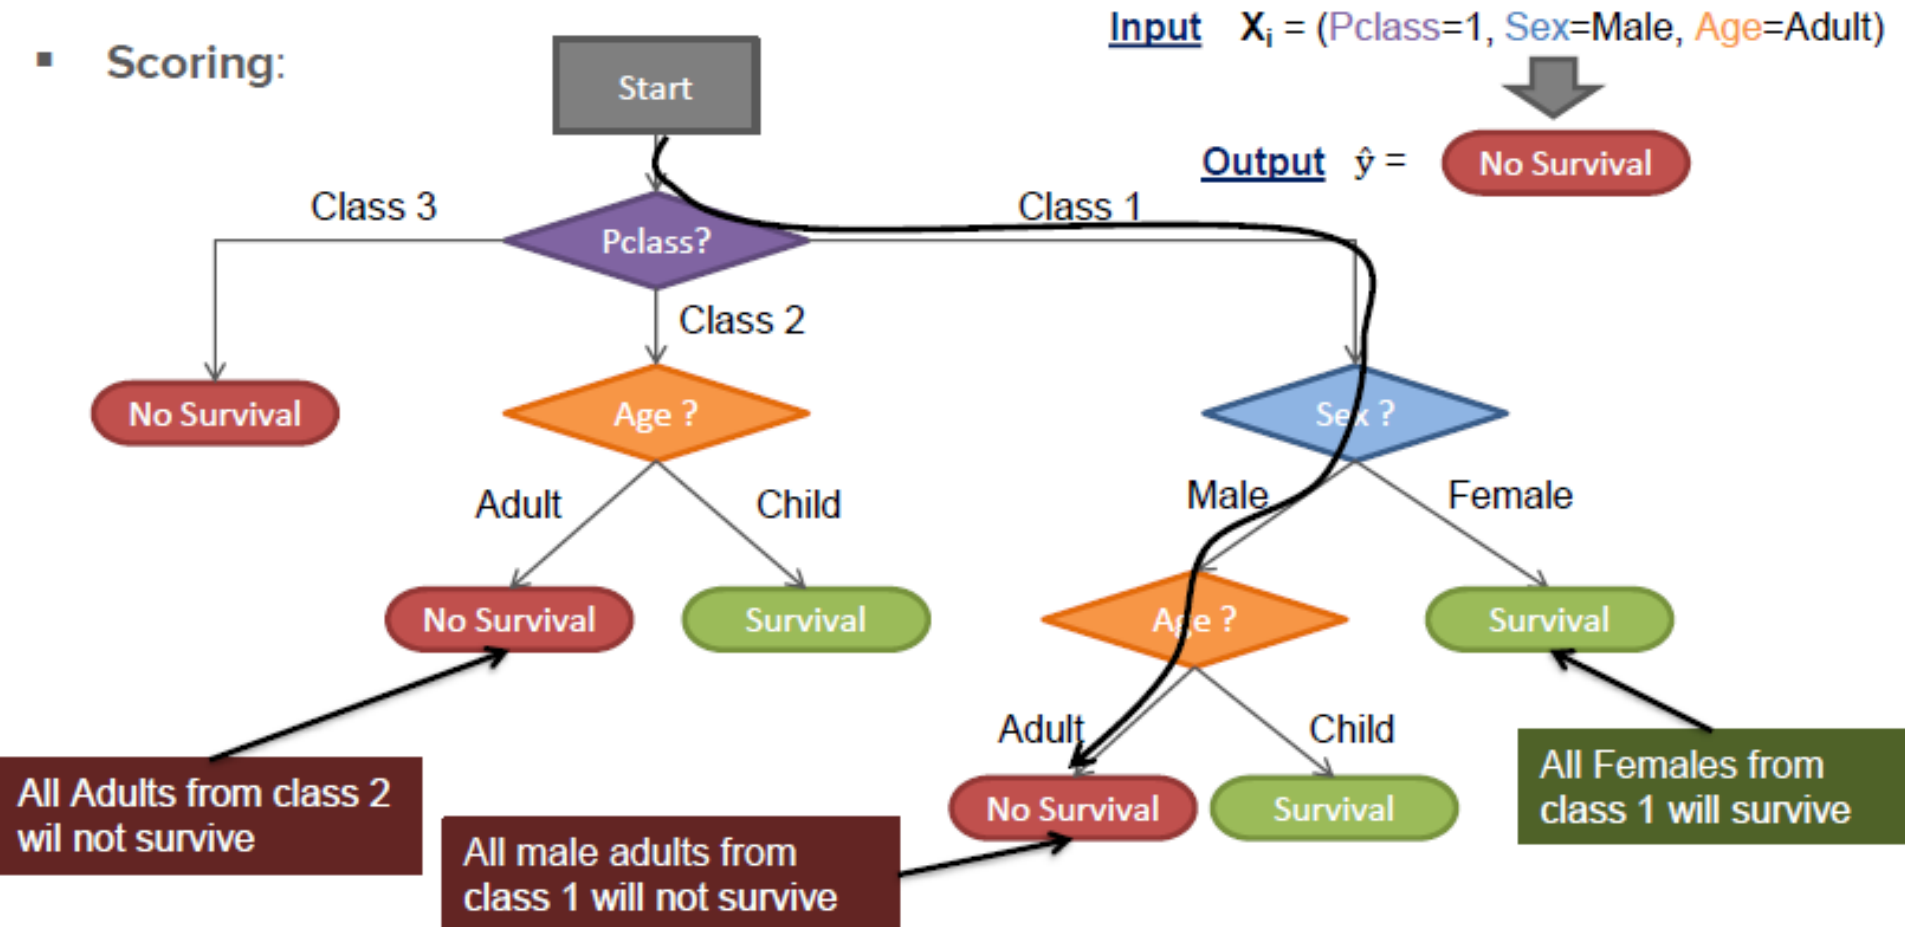 ▪ Scoring:
Input Xi = (Pclass=1, Sex=Male, Age=Adult)
Start
Output ŷ = No Survival
Class 3
Class 1
Pclass?
Class 2
No Survival
Age ?
Sex ?
Adult
Child
Male
Female
No Survival
Survival
Age ?
Survival
Adult
Child
All Adults from class 2
wil not survive
No Survival
Survival
All Females from
class 1 will survive
All male adults from
class 1 will not survive